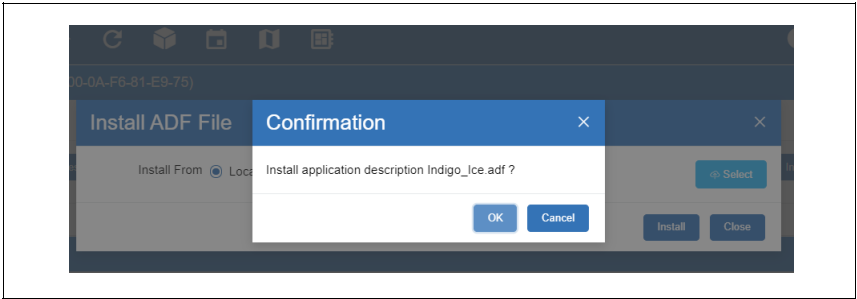 00-0A-F6-81-E9-75)
Install ADF File
Confirmation
Install From
Loca
Install application description Indigo_Ice.adf ?
Select
OK
Cancel
Install
Close